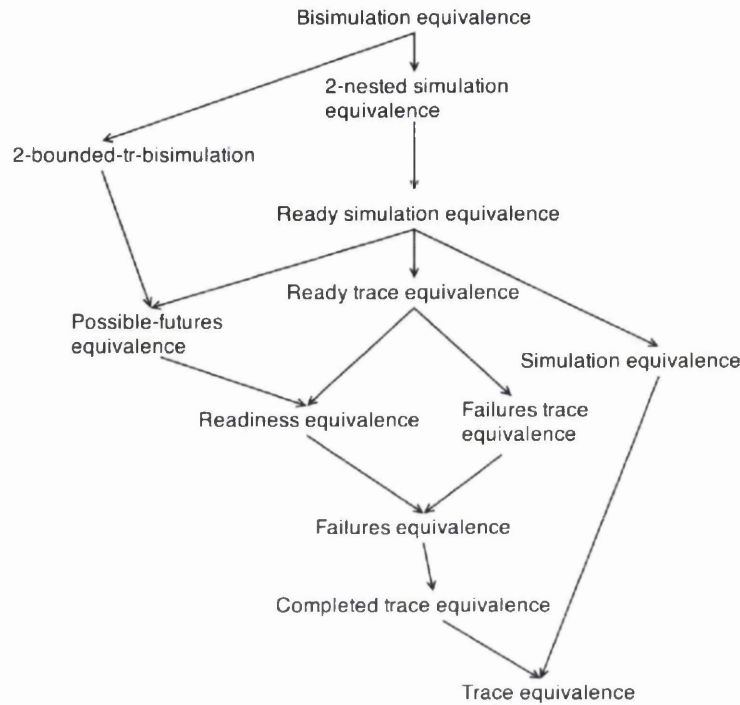 Bisimulation equivalence
2-nested simulation
equivalence
2-bounded-tr-bisimulation
Ready simulation equivalence
Ready trace equivalence
Possible-futures
equivalence
Simulation equivalence
Readiness equivalence
Failures trace
equivalence
Failures equivalence
Completed trace equivalence
Trace equivalence